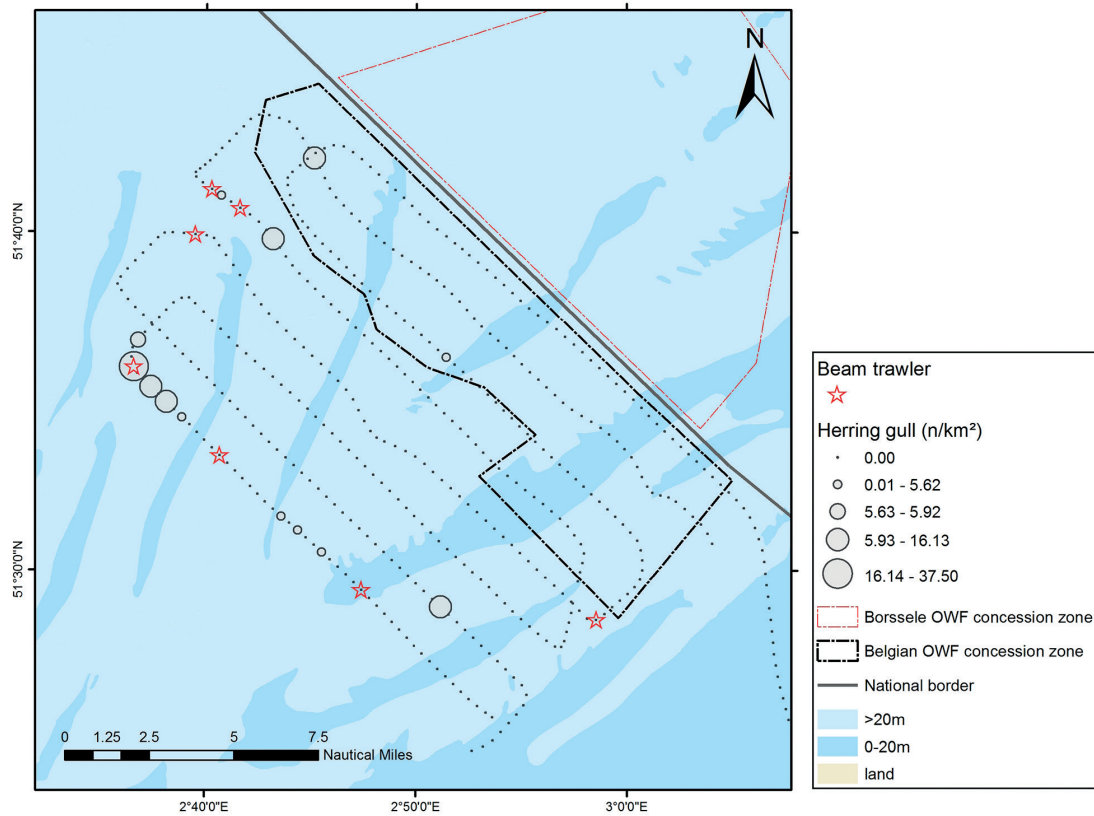 N
51°40'0"N
51°30'0"N
0 1.25 2.5 5 7.5
Nautical Miles
2°40'0"E 2°50'0"E 3°0'0"E
Beam trawler
Herring gull (n/km²)
0.00
0.01 - 5.62
5.63 - 5.92
5.93 - 16.13
16.14 - 37.50
Borssele OWF concession zone
Belgian OWF concession zone
National border
>20m
0-20m
land